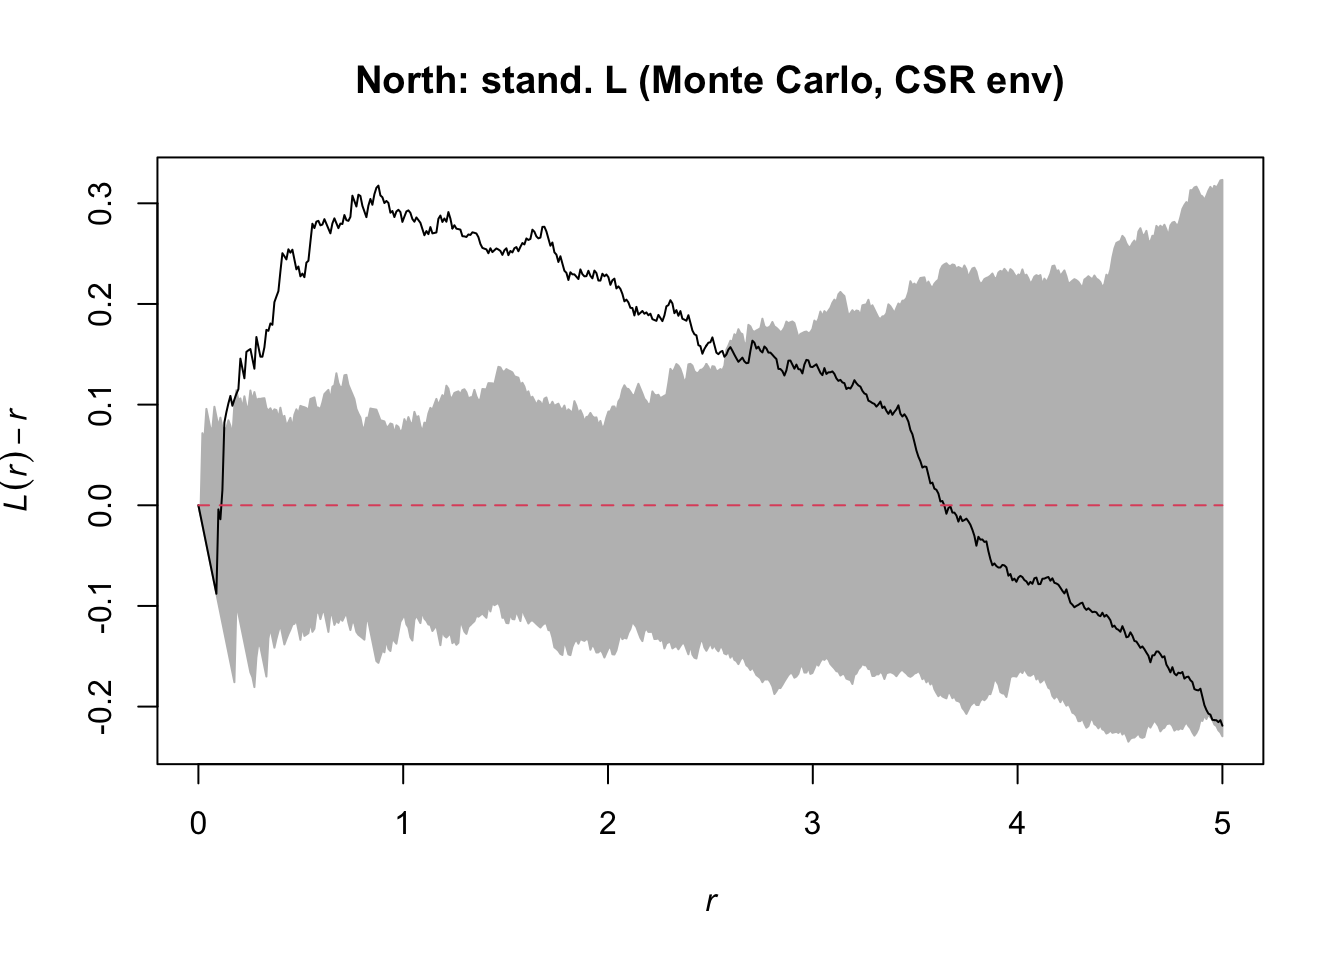 North: stand. L (Monte Carlo, CSR env)
L(r) – r
0.3
0.2
0.1
0.0
-0.1
-0.2
0 1 2 3 4 5
r